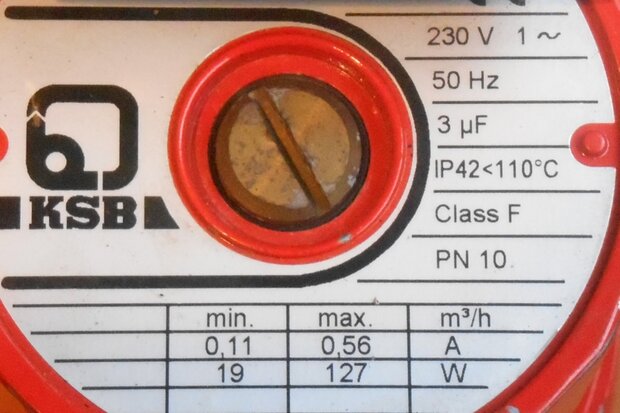 230 V 1 ~
50 Hz
3 µF
IP42<110°C
Class F
PN 10
KSB
min. max. m³/h
0,11 0,56 A
19 127 W